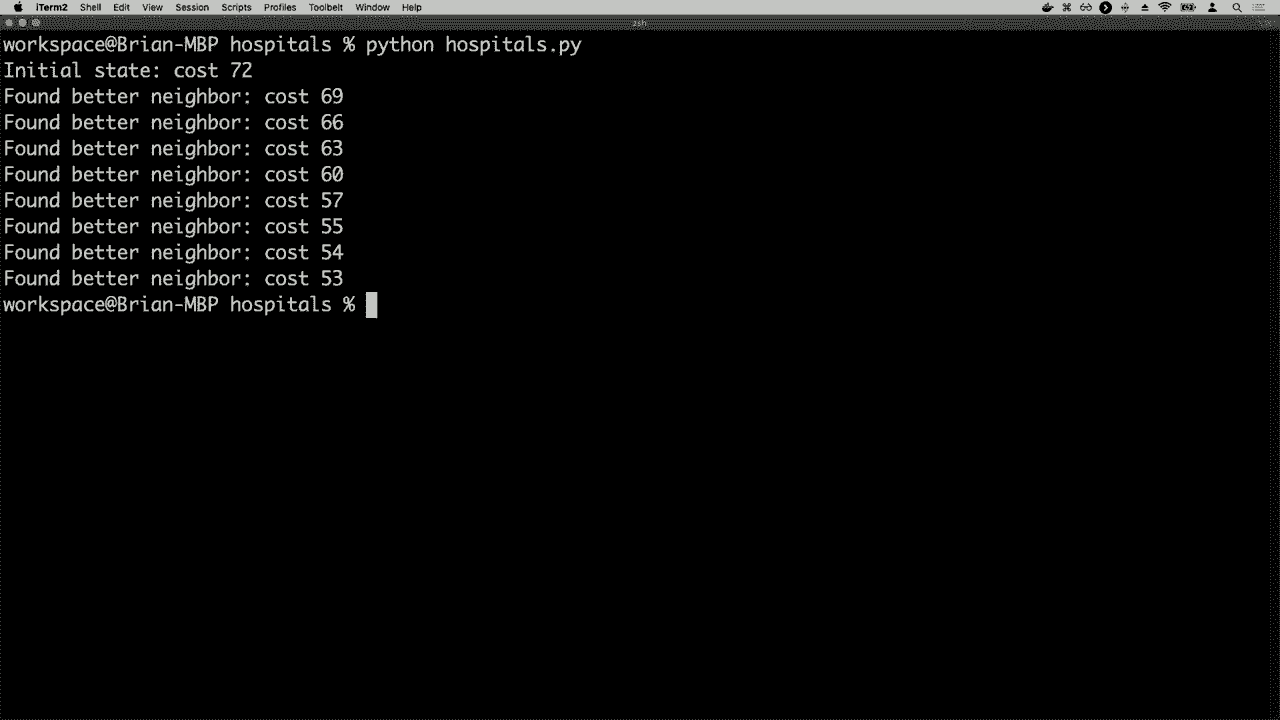 iTerm2 Shell Edit View Session Scripts Profiles Toolbelt Window Help
zsh
workspace@Brian-MBP hospitals % python hospitals.py
Initial state: cost 72
Found better neighbor: cost 69
Found better neighbor: cost 66
Found better neighbor: cost 63
Found better neighbor: cost 60
Found better neighbor: cost 57
Found better neighbor: cost 55
Found better neighbor: cost 54
Found better neighbor: cost 53
workspace@Brian-MBP hospitals %